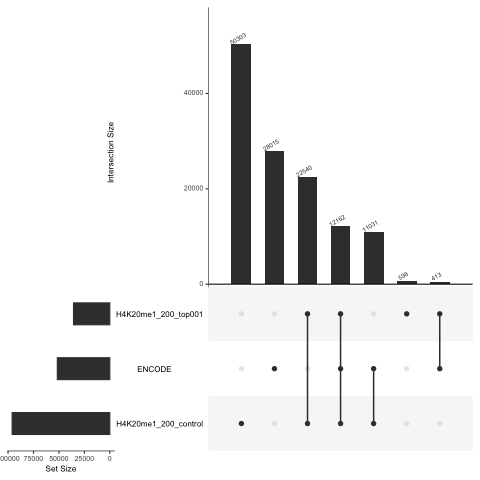 50303
28015
22540
12162
11031
598
413
40000
20000
0
Intersection Size
H4K20me1_200_top001
ENCODE
H4K20me1_200_control
00000 75000 50000 25000 0
Set Size